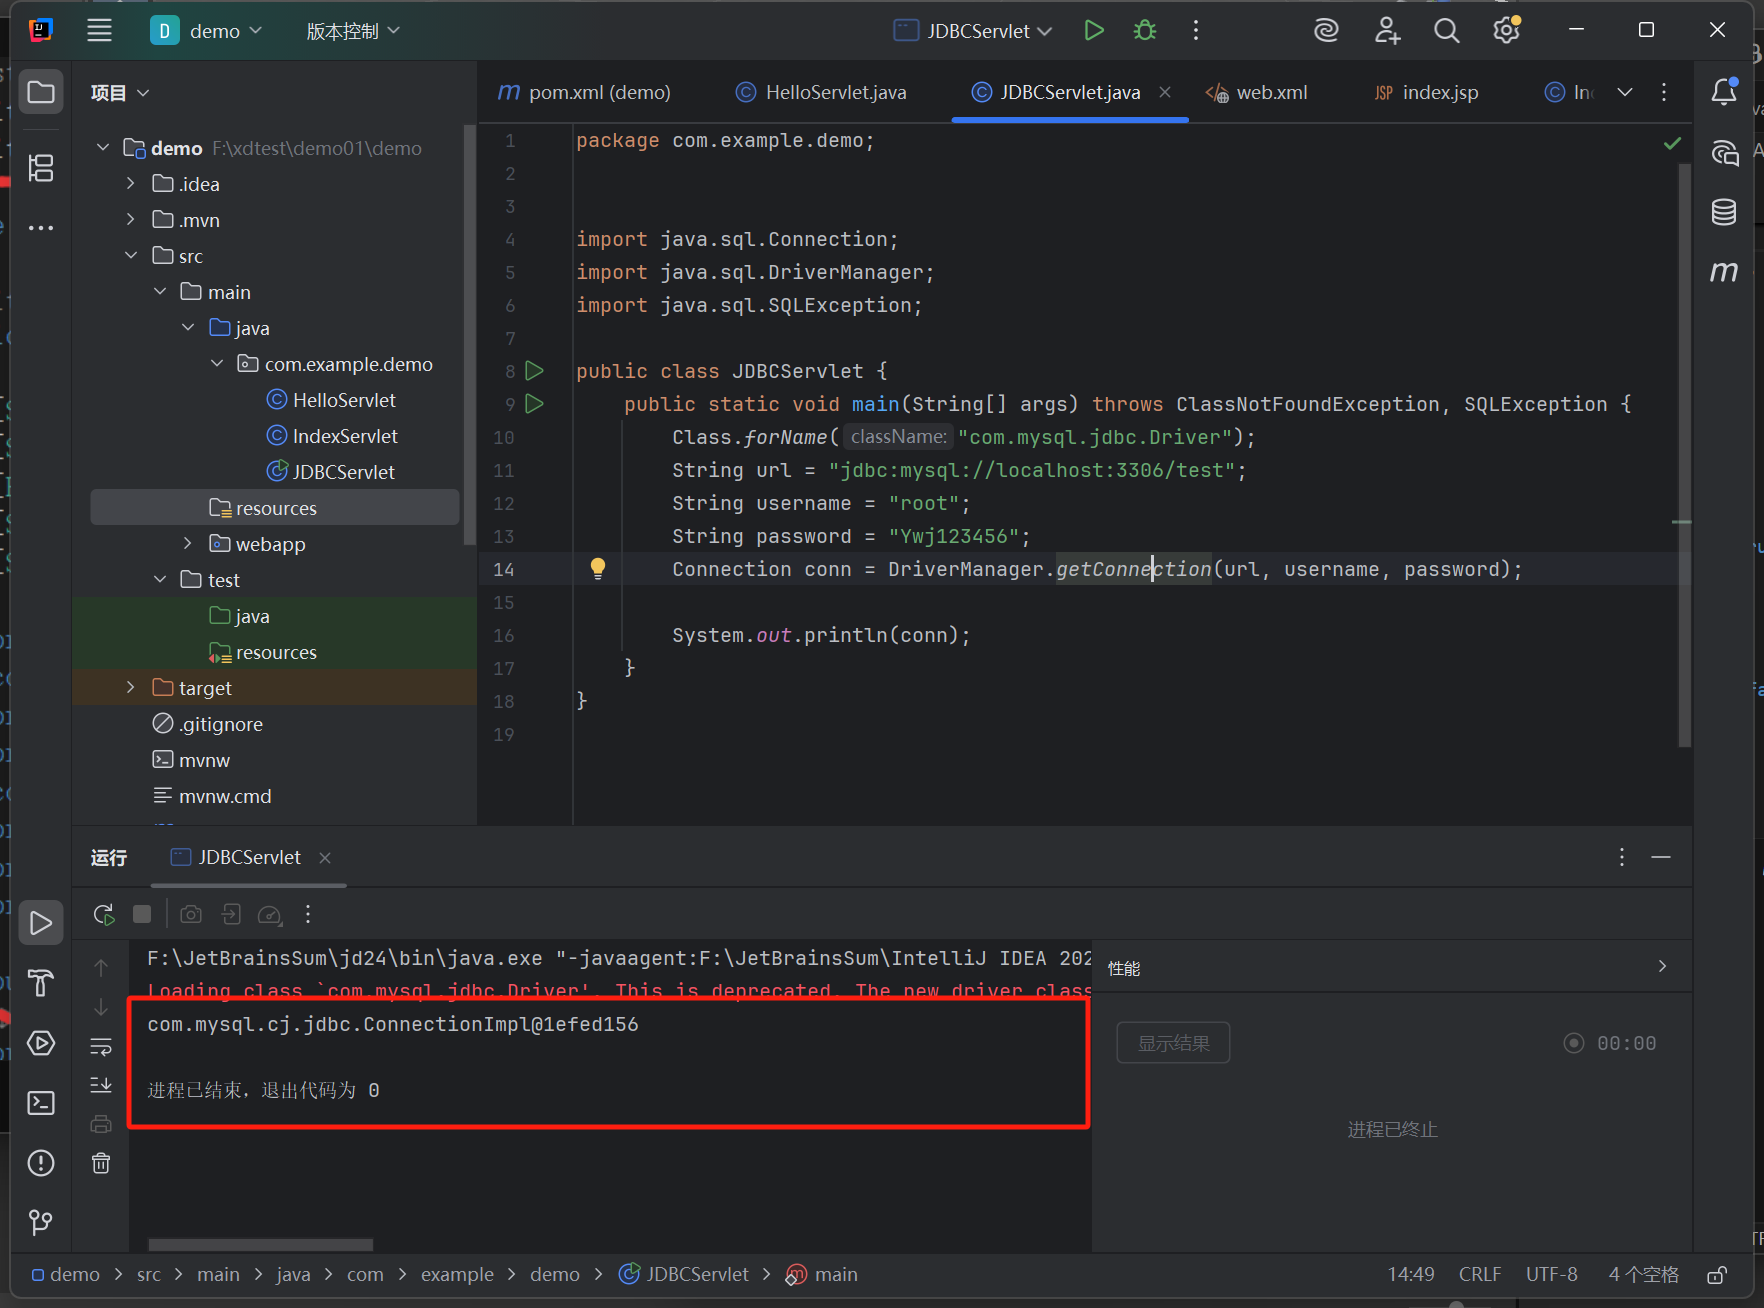 D demo 版本控制 JDBCServlet
项目
pom.xml (demo) HelloServlet.java JDBCServlet.java web.xml index.jsp
demo F:\xdtest\demo01\demo
.idea
.mvn
src
main
java
com.example.demo
HelloServlet
IndexServlet
JDBCServlet
resources
webapp
test
java
resources
target
.gitignore
mvnw
mvnw.cmd
1 package com.example.demo;
2
3
4 import java.sql.Connection;
5 import java.sql.DriverManager;
6 import java.sql.SQLException;
7
8 public class JDBCServlet {
9 public static void main(String[] args) throws ClassNotFoundException, SQLException {
10 Class.forName( className: "com.mysql.jdbc.Driver");
11 String url = "jdbc:mysql://localhost:3306/test";
12 String username = "root";
13 String password = "Ywj123456";
14 Connection conn = DriverManager.getConnection(url, username, password);
15
16 System.out.println(conn);
17 }
18 }
19
运行 JDBCServlet
F:\JetBrainsSum\jd24\bin\java.exe "-javaagent:F:\JetBrainsSum\IntelliJ IDEA 202
Loading class `com.mysql.jdbc.Driver'. This is deprecated. The new driver class
com.mysql.cj.jdbc.ConnectionImpl@1efed156
进程已结束，退出代码为 0
性能
显示结果 00:00
进程已终止
demo > src > main > java > com > example > demo > JDBCServlet > main 14:49 CRLF UTF-8 4 个空格